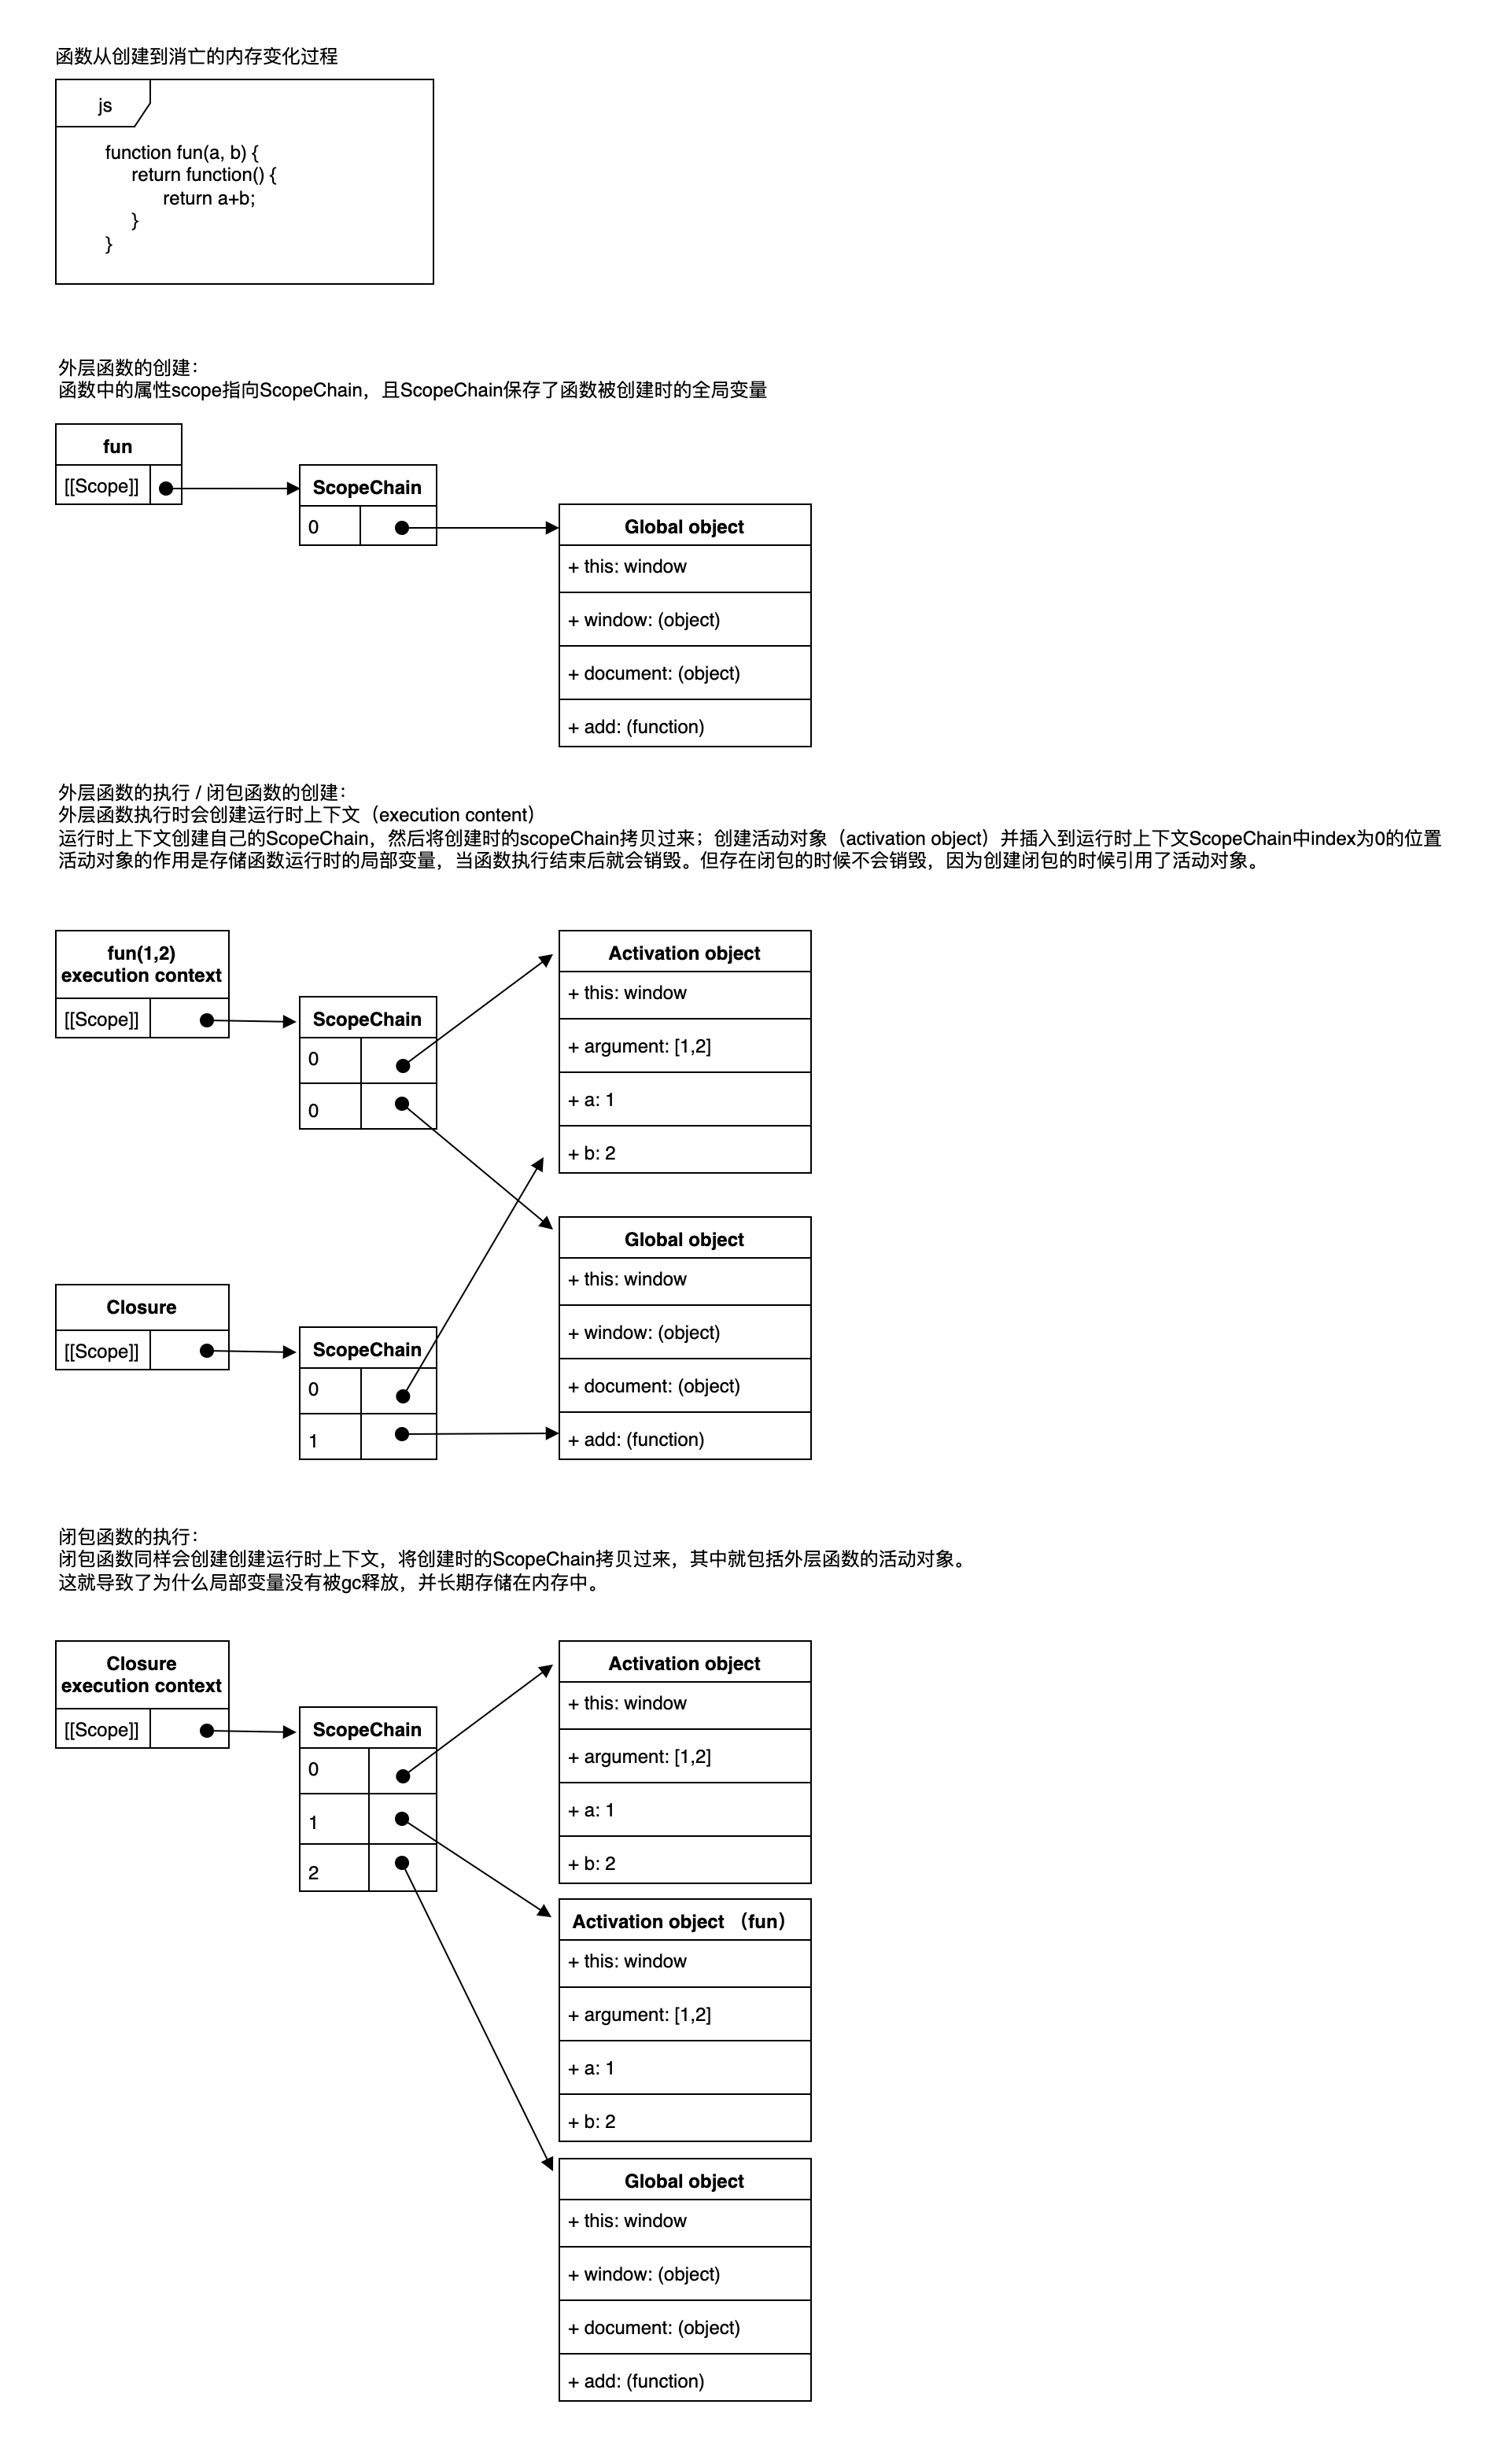 函数从创建到消亡的内存变化过程
js
function fun(a, b) {
return function() {
return a+b;
}
}
外层函数的创建：
函数中的属性scope指向ScopeChain，且ScopeChain保存了函数被创建时的全局变量
fun
[[Scope]]
ScopeChain
0
Global object
+ this: window
+ window: (object)
+ document: (object)
+ add: (function)
外层函数的执行 / 闭包函数的创建：
外层函数执行时会创建运行时上下文（execution content）
运行时上下文创建自己的ScopeChain，然后将创建时的scopeChain拷贝过来；创建活动对象（activation object）并插入到运行时上下文ScopeChain中index为0的位置
活动对象的作用是存储函数运行时的局部变量，当函数执行结束后就会销毁。但存在闭包的时候不会销毁，因为创建闭包的时候引用了活动对象。
fun(1,2)
execution context
[[Scope]]
ScopeChain
0
0
Activation object
+ this: window
+ argument: [1,2]
+ a: 1
+ b: 2
Global object
+ this: window
+ window: (object)
+ document: (object)
+ add: (function)
Closure
[[Scope]]
ScopeChain
0
1
闭包函数的执行：
闭包函数同样会创建创建运行时上下文，将创建时的ScopeChain拷贝过来，其中就包括外层函数的活动对象。
这就导致了为什么局部变量没有被gc释放，并长期存储在内存中。
Closure
execution context
[[Scope]]
ScopeChain
0
1
2
Activation object
+ this: window
+ argument: [1,2]
+ a: 1
+ b: 2
Activation object （fun）
+ this: window
+ argument: [1,2]
+ a: 1
+ b: 2
Global object
+ this: window
+ window: (object)
+ document: (object)
+ add: (function)